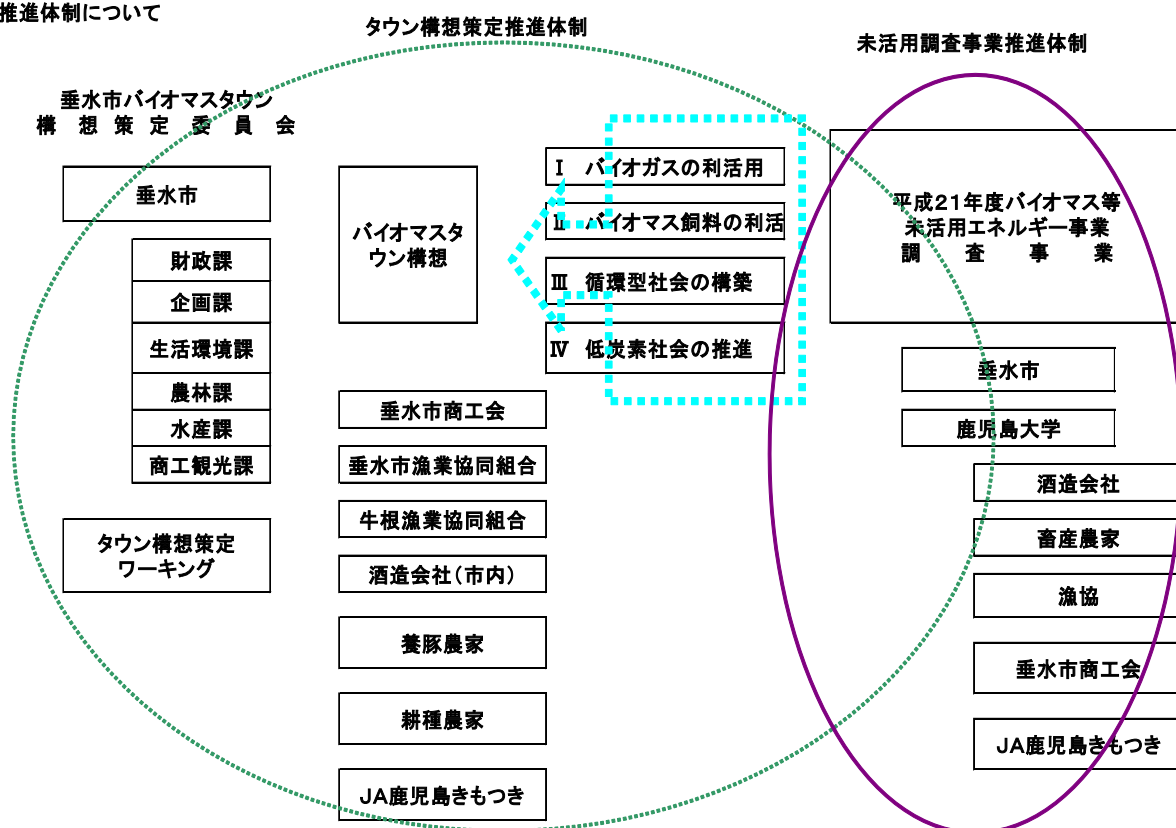 推進体制について
タウン構想策定推進体制
未活用調査事業推進体制
垂水市バイオマスタウン
構想策定委員会
垂水市
財政課
企画課
生活環境課
農林課
水産課
商工観光課
タウン構想策定
ワーキング
バイオマスタ
ウン構想
Ⅰ バイオガスの利活用
Ⅱ バイオマス飼料の利活
Ⅲ 循環型社会の構築
Ⅳ 低炭素社会の推進
垂水市商工会
垂水市漁業協同組合
牛根漁業協同組合
酒造会社(市内)
養豚農家
耕種農家
JA鹿児島きもつき
平成21年度バイオマス等
未活用エネルギー事業
調査事業
垂水市
鹿児島大学
酒造会社
畜産農家
漁協
垂水市商工会
JA鹿児島きもつき